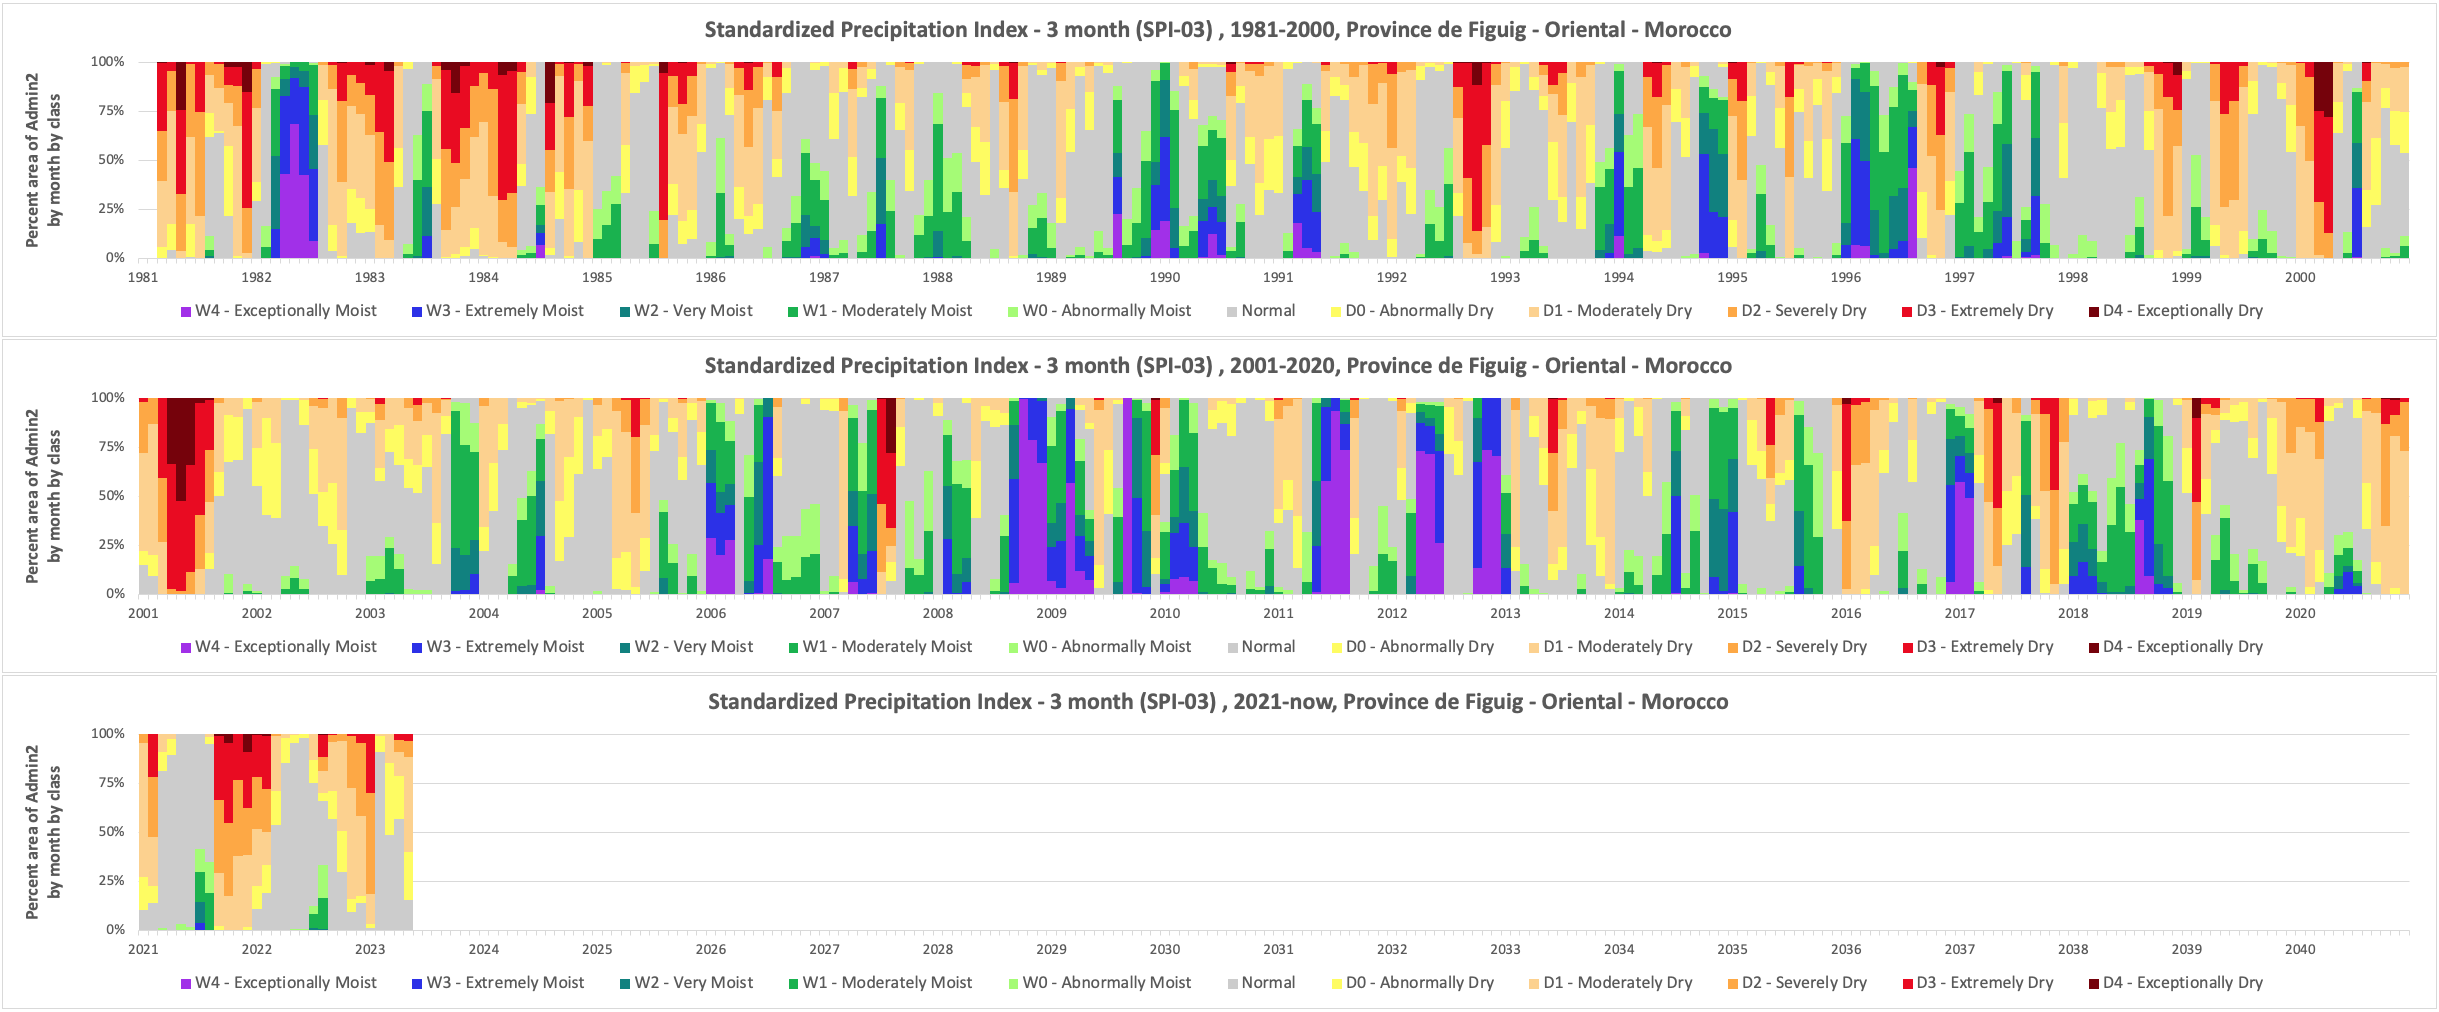 Standardized Precipitation Index - 3 month (SPI-03) , 1981-2000, Province de Figuig - Oriental - Morocco
Percent area of Admin2
by month by class
100%
75%
50%
25%
0%
1981 1982 1983 1984 1985 1986 1987 1988 1989 1990 1991 1992 1993 1994 1995 1996 1997 1998 1999 2000
W4 - Exceptionally Moist W3 - Extremely Moist W2 - Very Moist W1 - Moderately Moist W0 - Abnormally Moist Normal D0 - Abnormally Dry D1 - Moderately Dry D2 - Severely Dry D3 - Extremely Dry D4 - Exceptionally Dry
Standardized Precipitation Index - 3 month (SPI-03) , 2001-2020, Province de Figuig - Oriental - Morocco
Percent area of Admin2
by month by class
100%
75%
50%
25%
0%
2001 2002 2003 2004 2005 2006 2007 2008 2009 2010 2011 2012 2013 2014 2015 2016 2017 2018 2019 2020
W4 - Exceptionally Moist W3 - Extremely Moist W2 - Very Moist W1 - Moderately Moist W0 - Abnormally Moist Normal D0 - Abnormally Dry D1 - Moderately Dry D2 - Severely Dry D3 - Extremely Dry D4 - Exceptionally Dry
Standardized Precipitation Index - 3 month (SPI-03) , 2021-now, Province de Figuig - Oriental - Morocco
Percent area of Admin2
by month by class
100%
75%
50%
25%
0%
2021 2022 2023 2024 2025 2026 2027 2028 2029 2030 2031 2032 2033 2034 2035 2036 2037 2038 2039 2040
W4 - Exceptionally Moist W3 - Extremely Moist W2 - Very Moist W1 - Moderately Moist W0 - Abnormally Moist Normal D0 - Abnormally Dry D1 - Moderately Dry D2 - Severely Dry D3 - Extremely Dry D4 - Exceptionally Dry